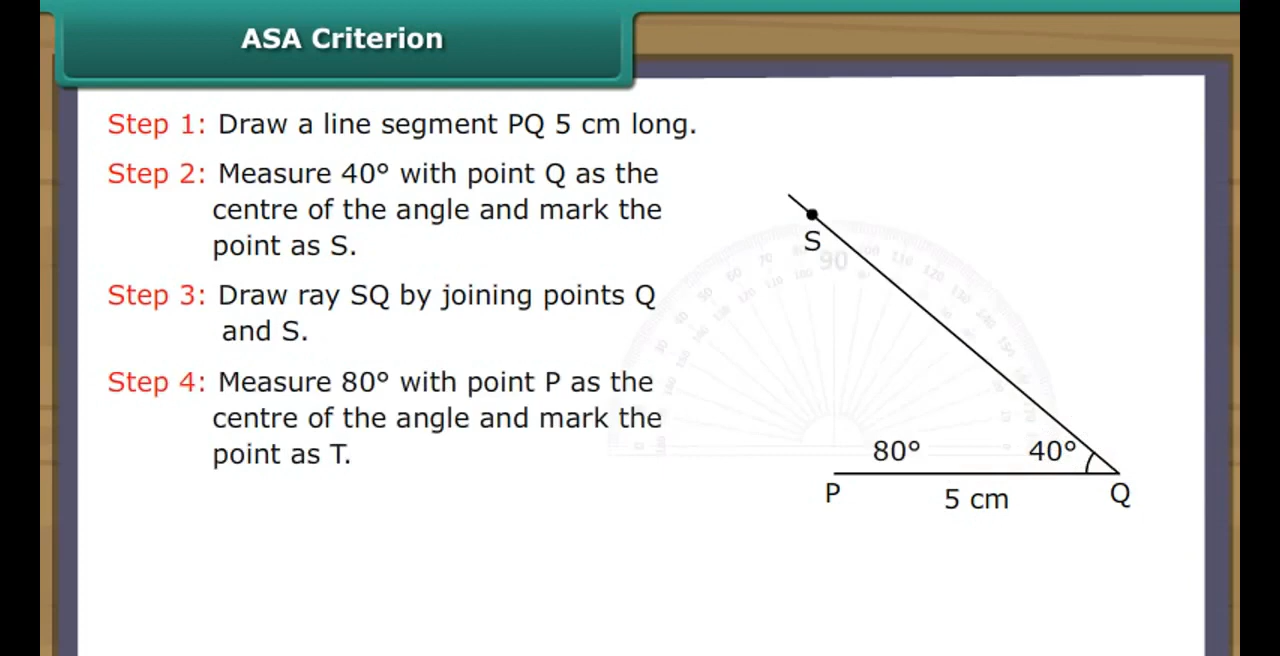 ASA Criterion
Step 1: Draw a line segment PQ 5 cm long.
Step 2: Measure 40° with point Q as the
centre of the angle and mark the
point as S.
Step 3: Draw ray SQ by joining points Q
and S.
Step 4: Measure 80° with point P as the
centre of the angle and mark the
point as T.
S
90
80° 40°
P 5 cm Q